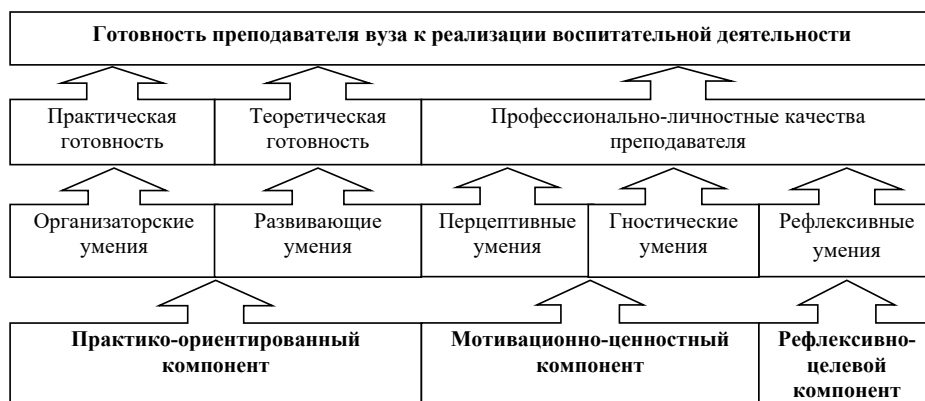 Готовность преподавателя вуза к реализации воспитательной деятельности
Практическая
готовность
Теоретическая
готовность
Профессионально-личностные качества
преподавателя
Организаторские
умения
Развивающие
умения
Перцептивные
умения
Гностические
умения
Рефлексивные
умения
Практико-ориентированный
компонент
Мотивационно-ценностный
компонент
Рефлексивно-
целевой
компонент